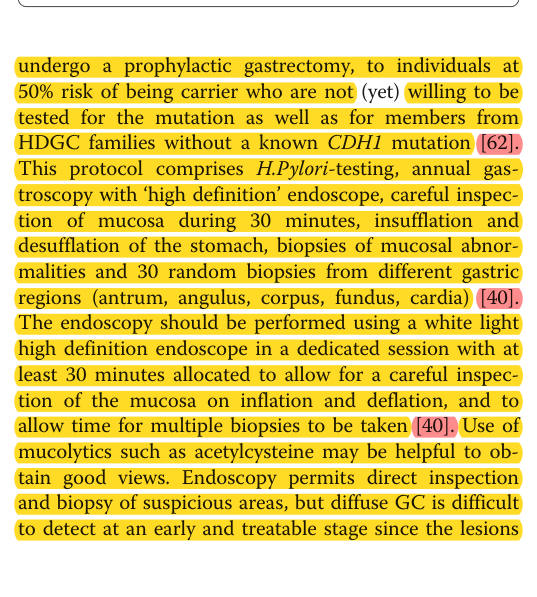 undergo a prophylactic gastrectomy, to individuals at
50% risk of being carrier who are not (yet) willing to be
tested for the mutation as well as for members from
HDGC families without a known CDH1 mutation [62].
This protocol comprises H.Pylori-testing, annual gas-
troscopy with ‘high definition’ endoscope, careful inspec-
tion of mucosa during 30 minutes, insufflation and
desufflation of the stomach, biopsies of mucosal abnor-
malities and 30 random biopsies from different gastric
regions (antrum, angulus, corpus, fundus, cardia) [40].
The endoscopy should be performed using a white light
high definition endoscope in a dedicated session with at
least 30 minutes allocated to allow for a careful inspec-
tion of the mucosa on inflation and deflation, and to
allow time for multiple biopsies to be taken [40]. Use of
mucolytics such as acetylcysteine may be helpful to ob-
tain good views. Endoscopy permits direct inspection
and biopsy of suspicious areas, but diffuse GC is difficult
to detect at an early and treatable stage since the lesions